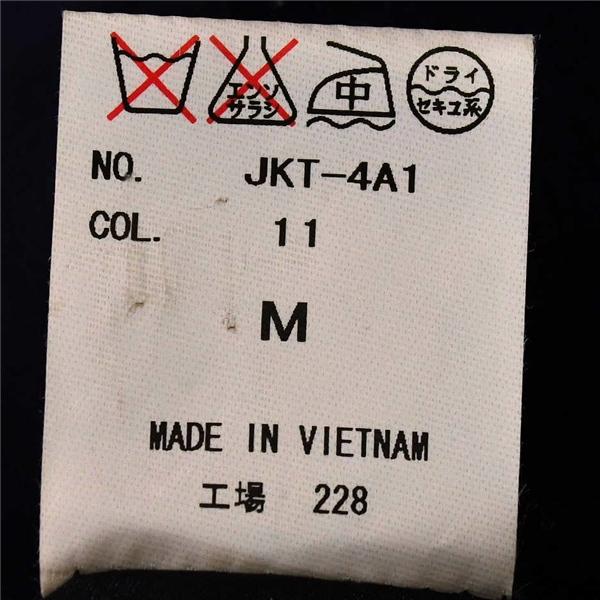 エンソ
サラシ
中
ドライ
セキユ系
NO. JKT-4A1
COL. 11
M
MADE IN VIETNAM
工場 228